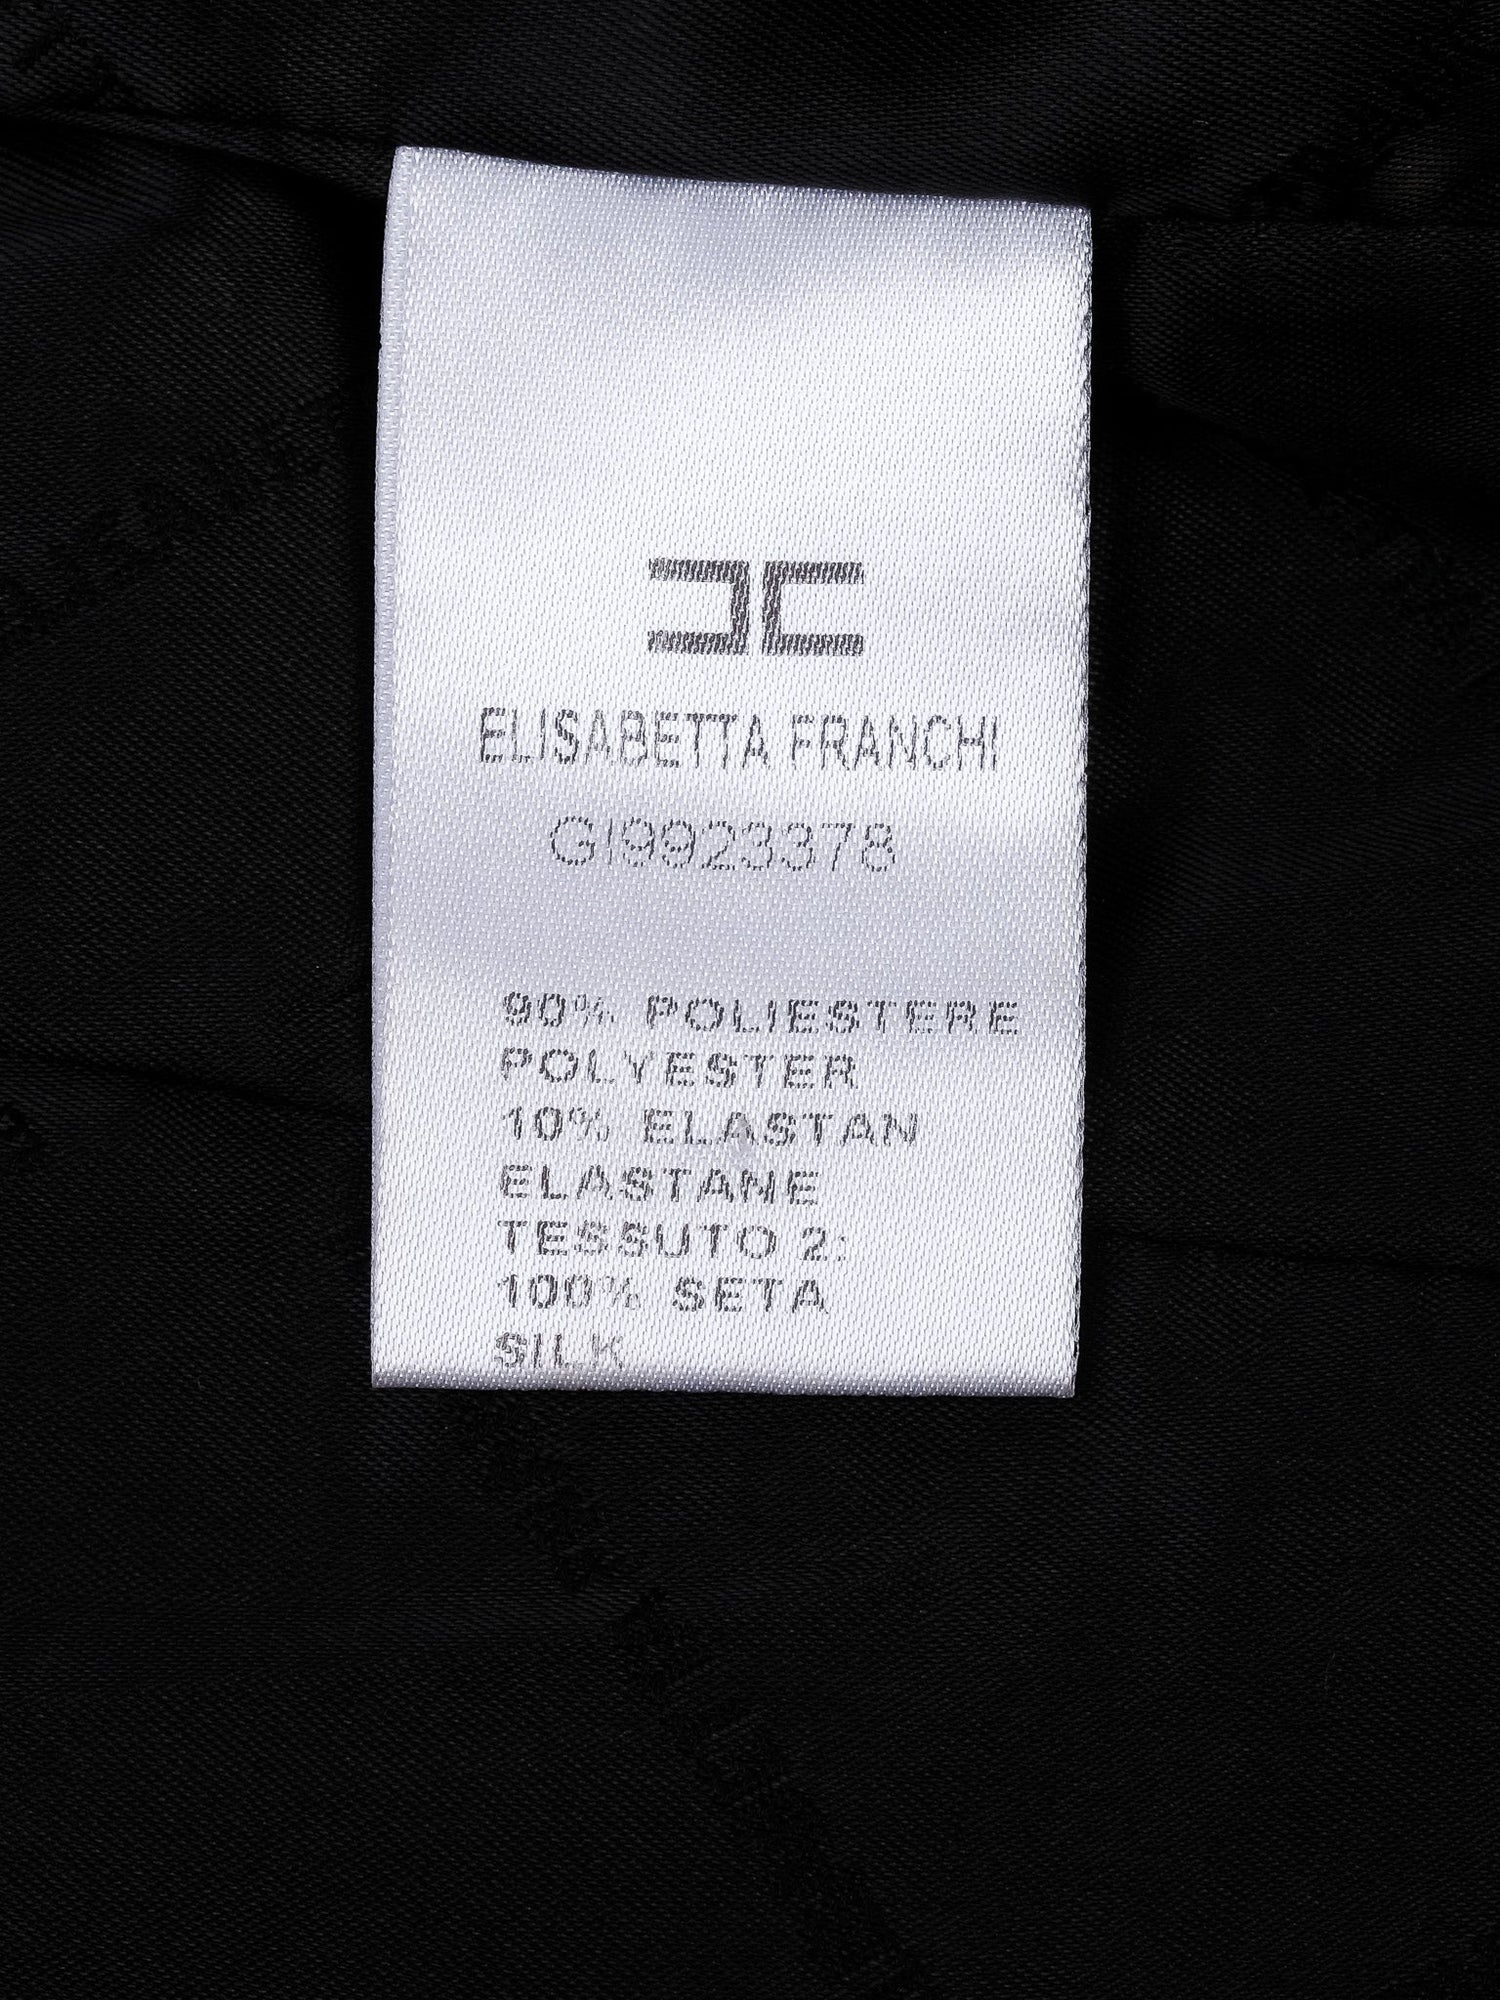 ELISABETTA FRANCHI
GI9923378
90% POLIESTERE
POLYESTER
10% ELASTAN
ELASTANE
TESSUTO 2:
100% SETA
SILK